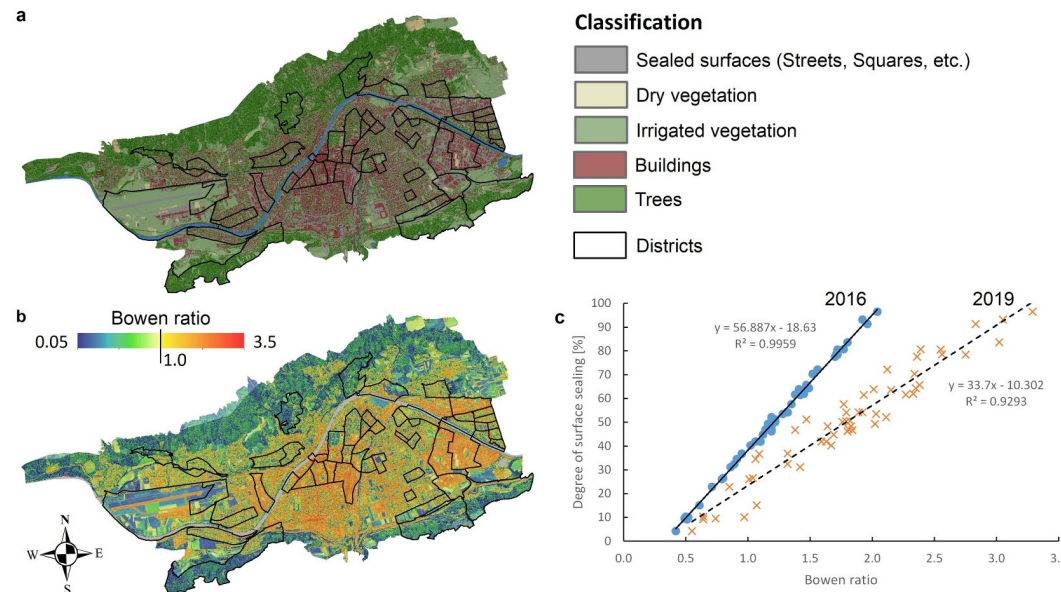 a
Classification
Sealed surfaces (Streets, Squares, etc.)
Dry vegetation
Irrigated vegetation
Buildings
Trees
Districts
b
Bowen ratio
0.05
3.5
1.0
N
W
E
S
c
2016
2019
y = 56.887x - 18.63
R² = 0.9959
y = 33.7x - 10.302
R² = 0.9293
Degree of surface sealing [%]
100
90
80
70
60
50
40
30
20
10
0
0.0
0.5
1.0
1.5
2.0
2.5
3.0
3.
Bowen ratio